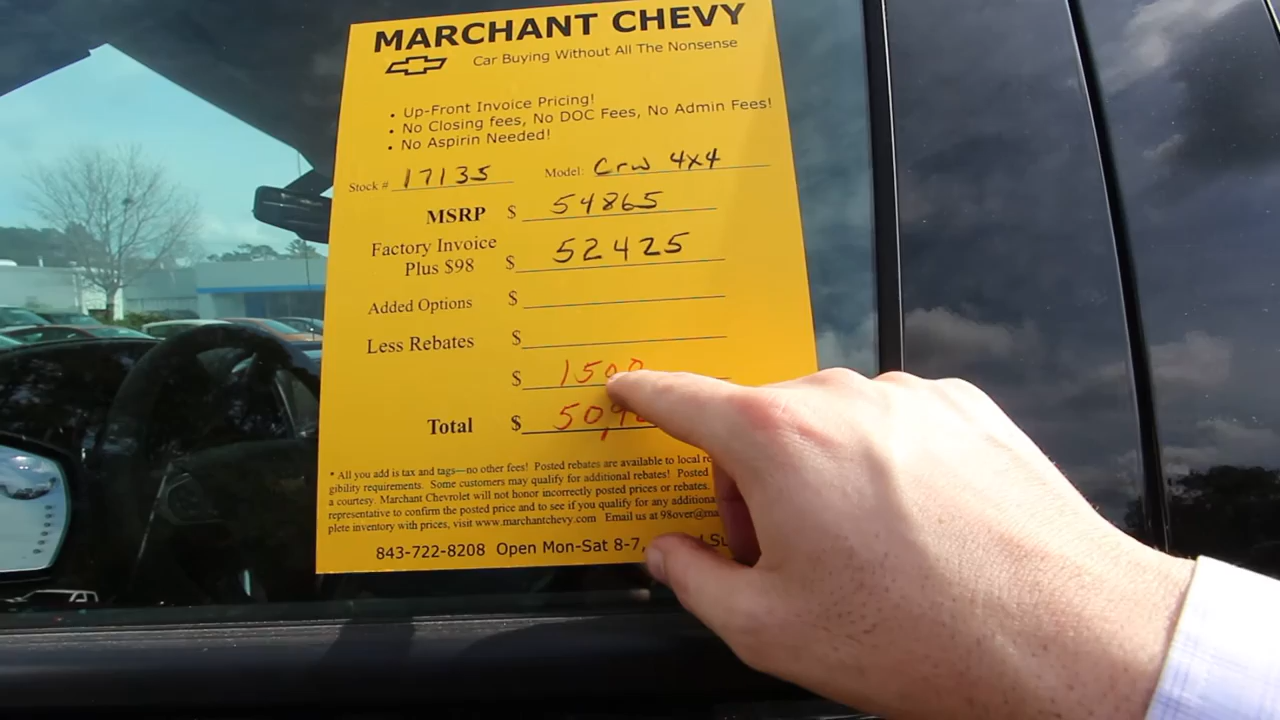 MARCHANT CHEVY
Car Buying Without All The Nonsense
• Up-Front Invoice Pricing!
• No Closing fees, No DOC Fees, No Admin Fees!
• No Aspirin Needed!
Stock # 17135 Model: Crw 4x4
MSRP $ 54865
Factory Invoice
Plus $98 $ 52425
Added Options $
Less Rebates $
$ 1500
Total $
* All you add is tax and tags—no other fees! Posted rebates are available to local
gibility requirements. Some customers may qualify for additional rebates! Posted
a courtesy. Marchant Chevrolet will not honor incorrectly posted prices or rebates.
representative to confirm the posted price and to see if you qualify for any
plete inventory with prices, visit www.marchantchevy.com Email us at
843-722-8208 Open Mon-Sat 8-7,